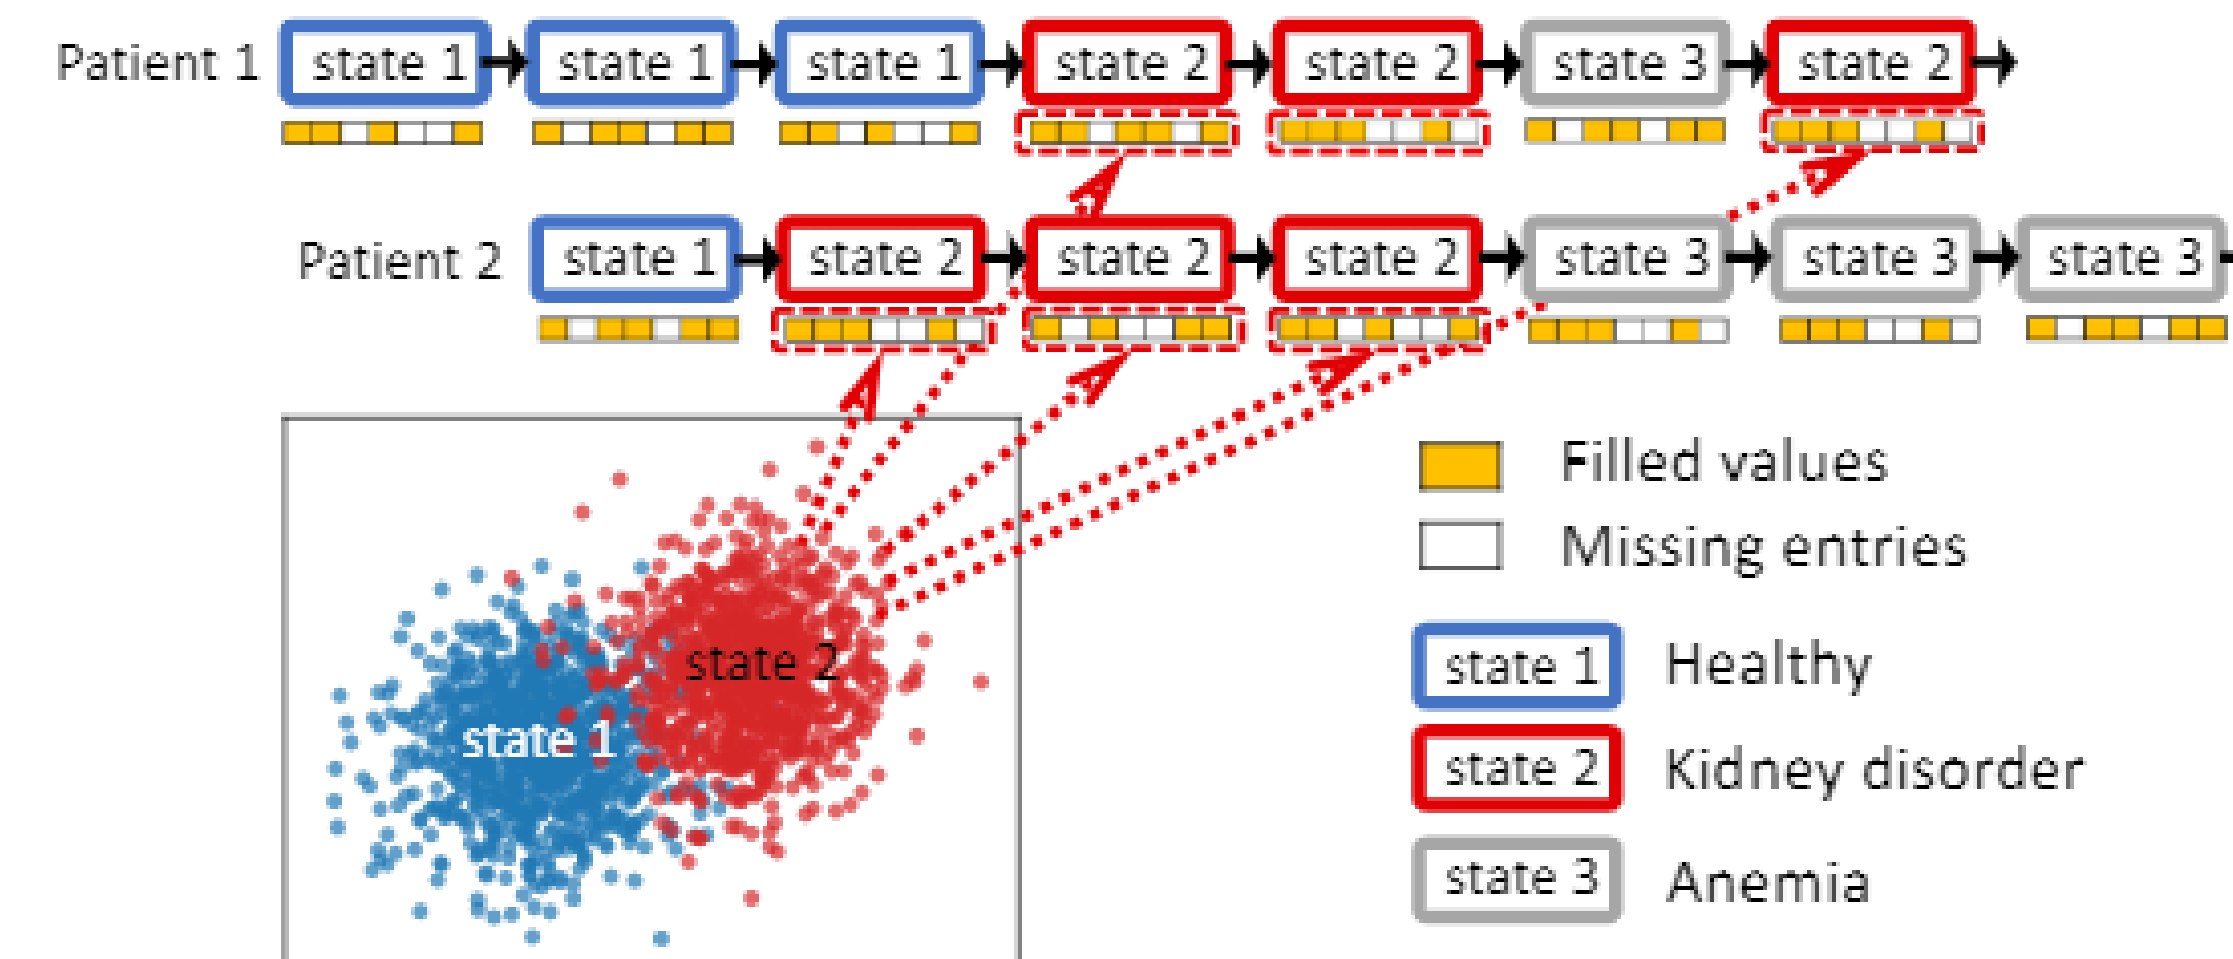 Patient 1 state 1 state 1 state 1 state 2 state 2 state 3 state 2
Patient 2 state 1 state 2 state 2 state 2 state 3 state 3 state 3
state 2
state 1
Filled values
Missing entries
state 1 Healthy
state 2 Kidney disorder
state 3 Anemia